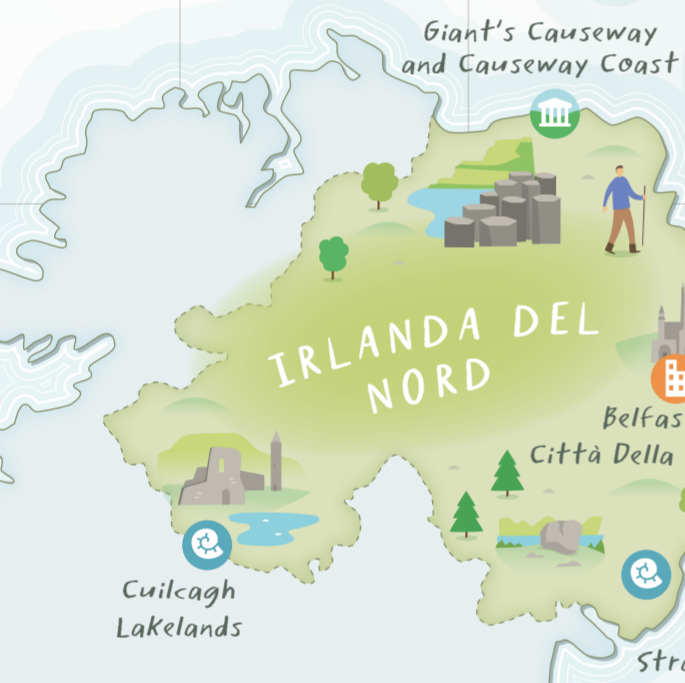 Giant's Causeway
and Causeway Coast
IRLANDA DEL
NORD
Belfas
Città Della
Cuilcagh
Lakelands
Str